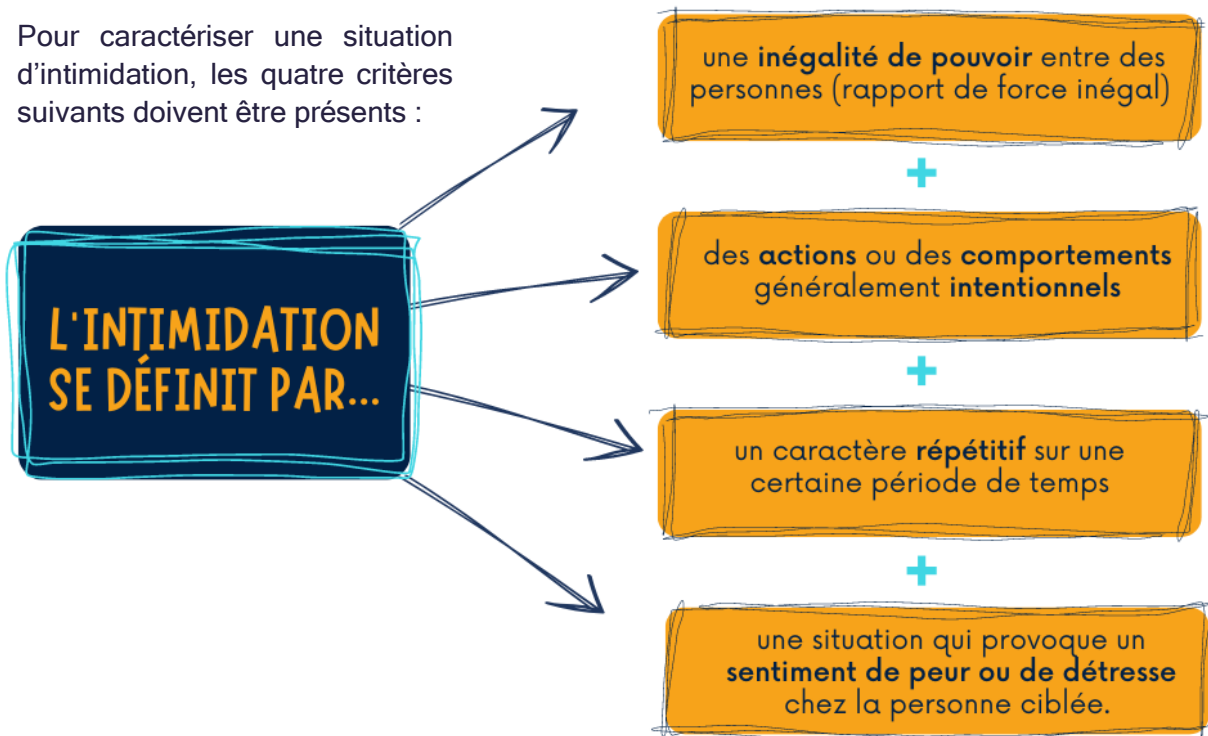 Pour caractériser une situation
d’intimidation, les quatre critères
suivants doivent être présents :
L'INTIMIDATION
SE DÉFINIT PAR...
une inégalité de pouvoir entre des
personnes (rapport de force inégal)
+
des actions ou des comportements
généralement intentionnels
+
un caractère répétitif sur une
certaine période de temps
+
une situation qui provoque un
sentiment de peur ou de détresse
chez la personne ciblée.